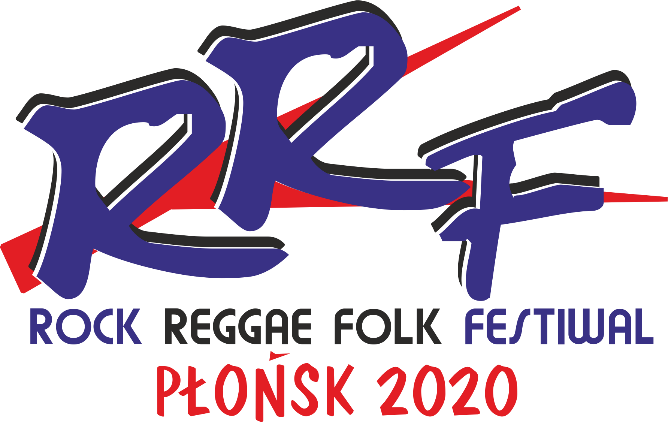 RRF
ROCK REGGAE FOLK FESTIWAL
PŁOŃSK 2020